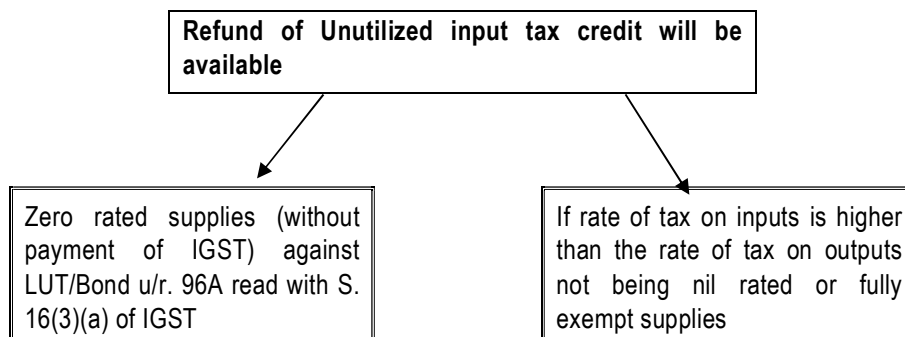 Refund of Unutilized input tax credit will be
available
Zero rated supplies (without
payment of IGST) against
LUT/Bond u/r. 96A read with S.
16(3)(a) of IGST
If rate of tax on inputs is higher
than the rate of tax on outputs
not being nil rated or fully
exempt supplies